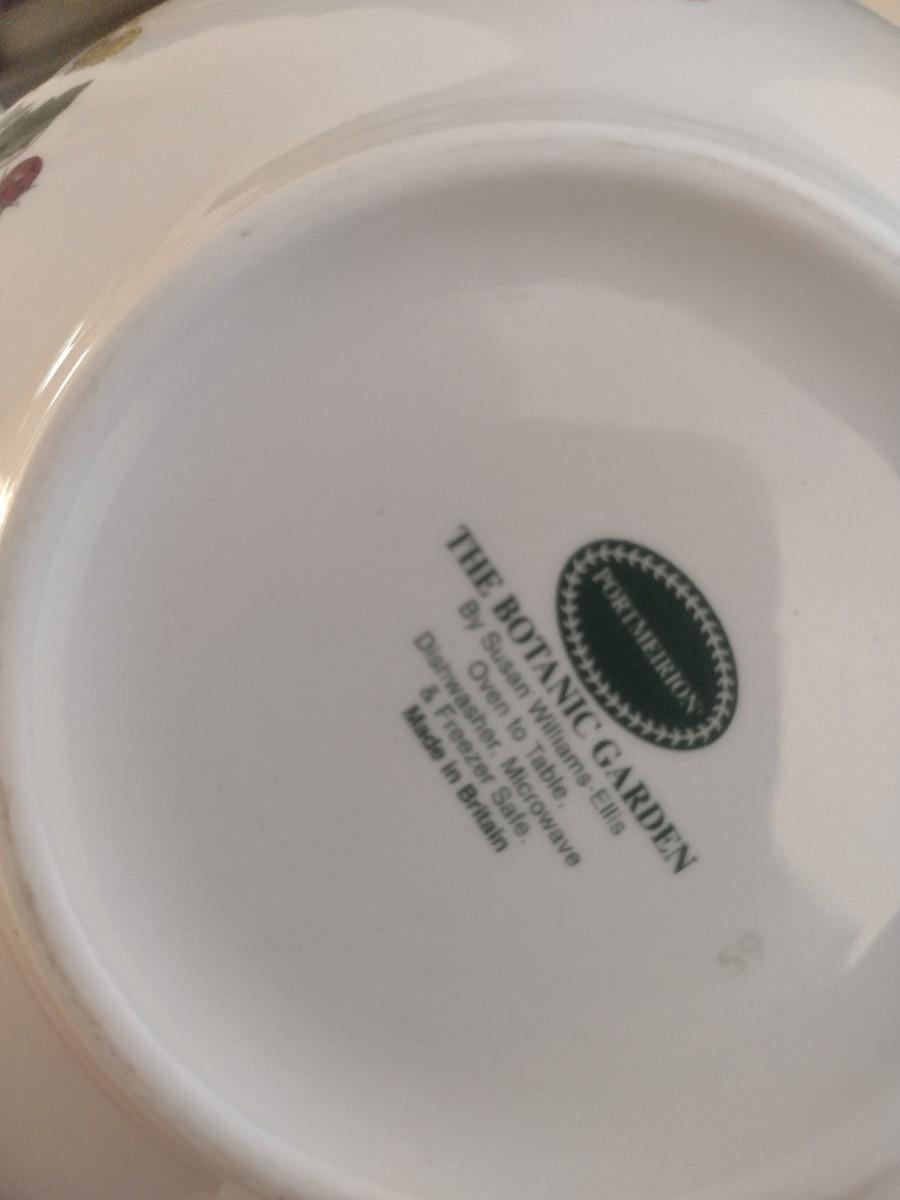 PORTMEIRION
THE BOTANIC GARDEN
By Susan Williams-Ellis
Oven to Table,
Dishwasher, Microwave
& Freezer Safe.
Made in Britain